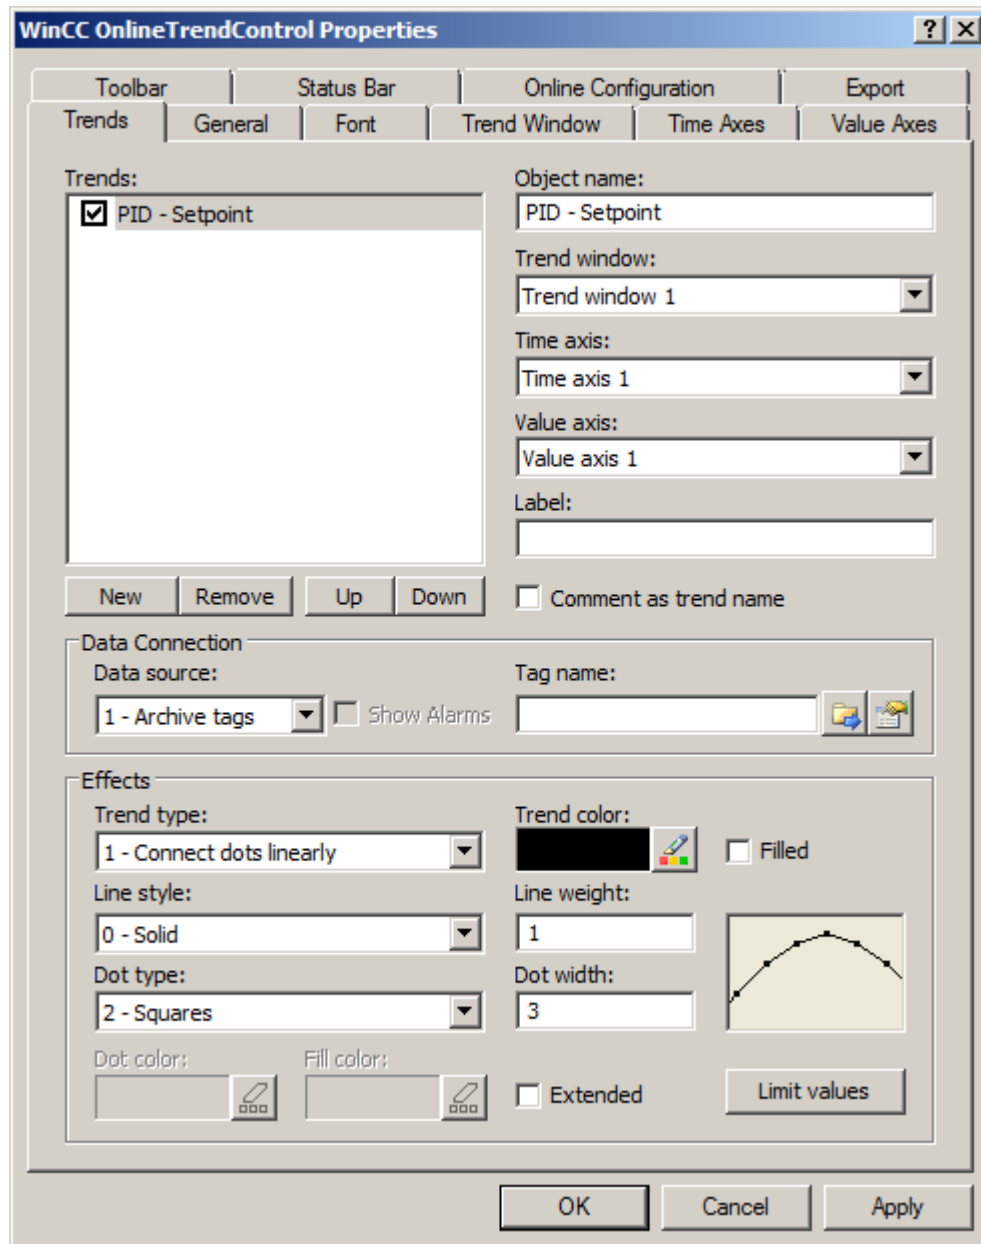 WinCC OnlineTrendControl Properties
Toolbar Status Bar Online Configuration Export
Trends General Font Trend Window Time Axes Value Axes
Trends:
PID - Setpoint
Object name:
PID - Setpoint
Trend window:
Trend window 1
Time axis:
Time axis 1
Value axis:
Value axis 1
Label:
New Remove Up Down
Comment as trend name
Data Connection
Data source:
1 - Archive tags
Show Alarms
Tag name:
Effects
Trend type:
1 - Connect dots linearly
Trend color:
Filled
Line style:
0 - Solid
Line weight:
1
Dot type:
2 - Squares
Dot width:
3
Dot color:
Fill color:
Extended
Limit values
OK Cancel Apply